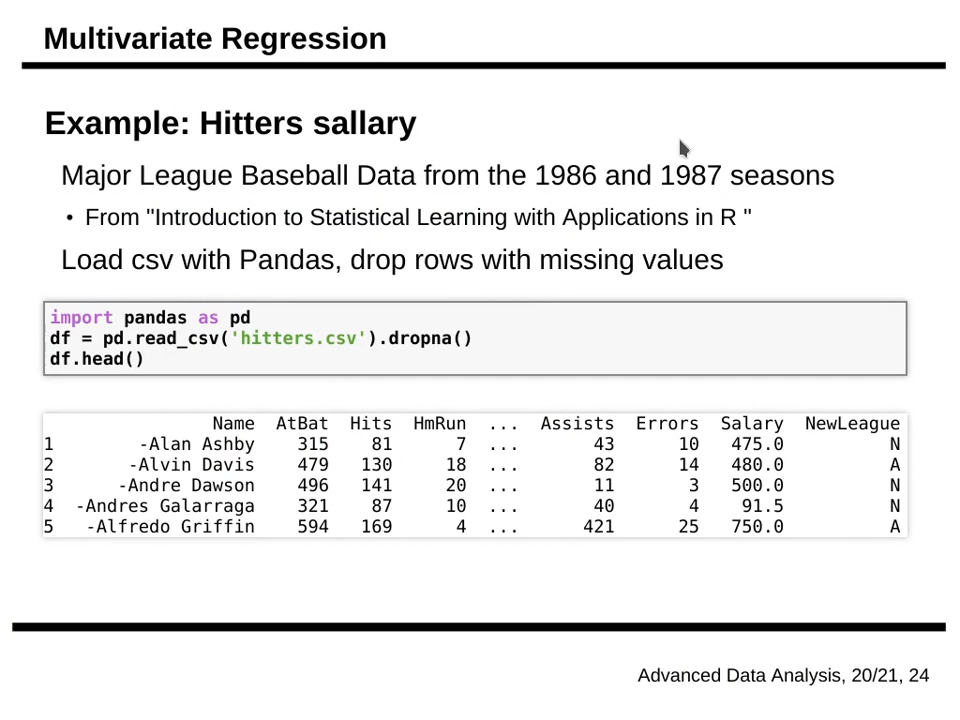 Multivariate Regression
Example: Hitters sallary
Major League Baseball Data from the 1986 and 1987 seasons
• From "Introduction to Statistical Learning with Applications in R "
Load csv with Pandas, drop rows with missing values
import pandas as pd
df = pd.read_csv('hitters.csv').dropna()
df.head()
Name AtBat Hits HmRun ... Assists Errors Salary NewLeague
1 -Alan Ashby 315 81 7 ... 43 10 475.0 N
2 -Alvin Davis 479 130 18 ... 82 14 480.0 A
3 -Andre Dawson 496 141 20 ... 11 3 500.0 N
4 -Andres Galarraga 321 87 10 ... 40 4 91.5 N
5 -Alfredo Griffin 594 169 4 ... 421 25 750.0 A
Advanced Data Analysis, 20/21, 24